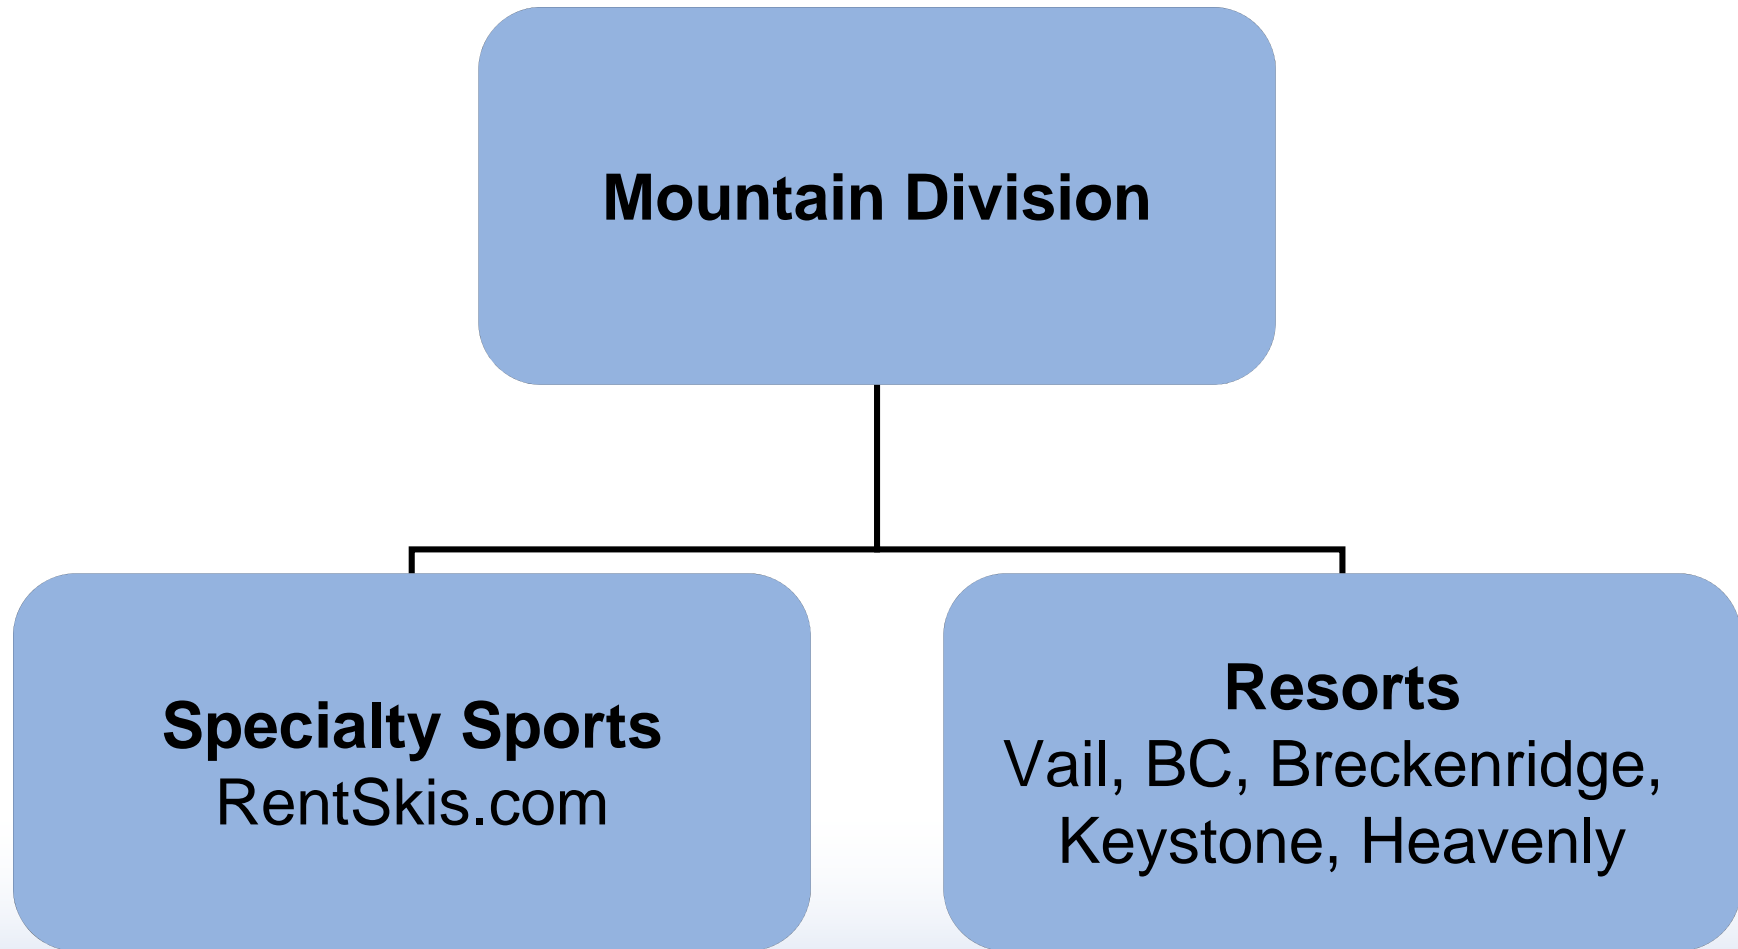 Mountain Division
Specialty Sports
RentSkis.com
Resorts
Vail, BC, Breckenridge,
Keystone, Heavenly